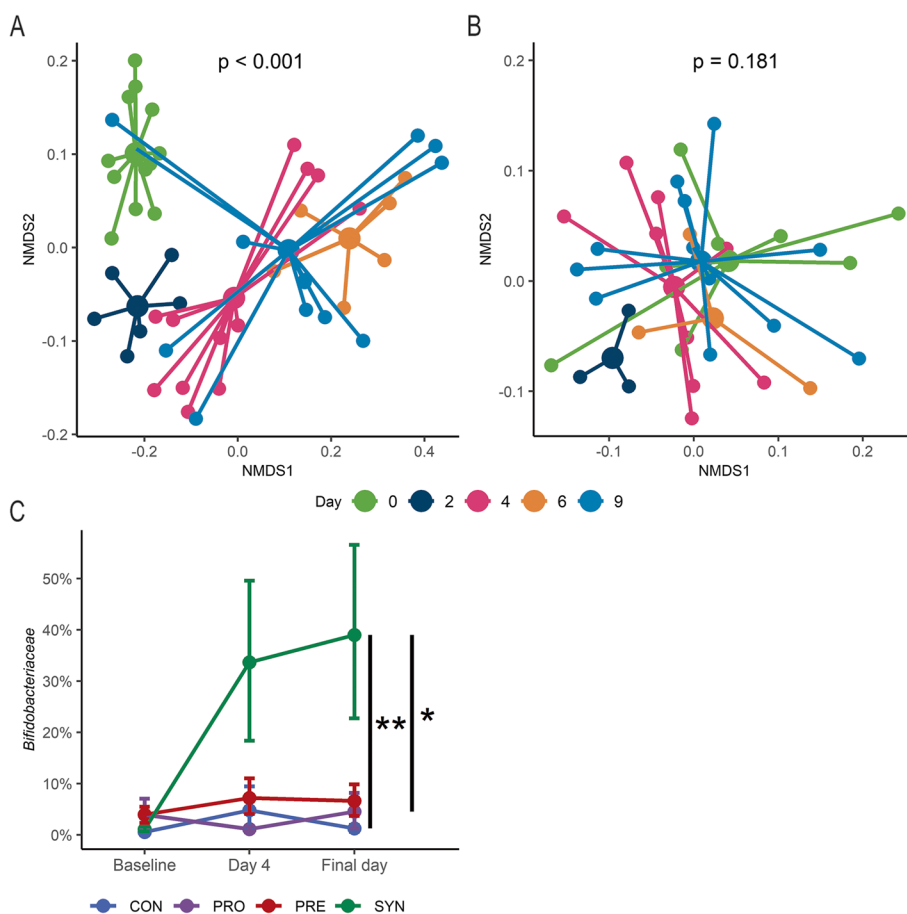 A
p < 0.001
0.2
0.1
0.0
-0.1
-0.2
NMDS2
-0.2
0.0
0.2
0.4
NMDS1
B
p = 0.181
0.2
0.1
0.0
-0.1
NMDS2
-0.1
0.0
0.1
0.2
NMDS1
Day 0 2 4 6 9
C
50%
40%
30%
20%
10%
0%
Bifidobacteriaceae
** *
Baseline Day 4 Final day
CON PRO PRE SYN